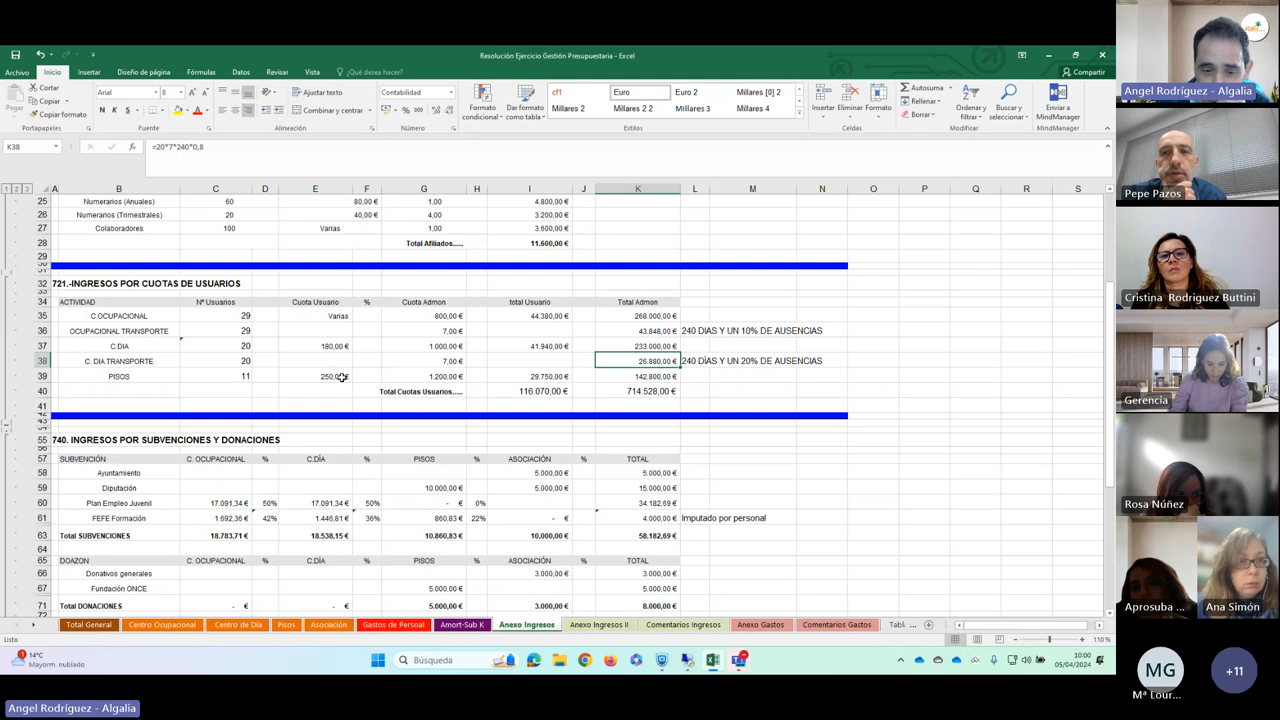 Resolución Ejercicio Gestión Presupuestaria - Excel
Archivo Inicio Insertar Diseño de página Fórmulas Datos Revisar Vista ¿Qué desea hacer? Compartir
Cortar Arial 8 Ajustar texto Contabilidad cf1 Euro Euro 2 Millares [0] 2 Autosuma
Pegar Copiar N K S Combinar y centrar Formato condicional Dar formato como tabla Millares 2 Millares 2 2 Millares 3 Millares 4 Insertar Eliminar Formato Rellenar Ordenar y filtrar Buscar y seleccionar Enviar a MindManager
Copiar formato Borrar
Portapapeles Fuente Alineación Número Estilos Celdas Modificar MindManager
K38 fx =20*7*240*0,8
1 2 3 A B C D E F G H I J K L M N O P Q R S
25 Numerarios (Anuales) 60 80,00 € 1,00 4.800,00 €
26 Numerarios (Trimestrales) 20 40,00 € 4,00 3.200,00 €
27 Colaboradores 100 Varias 1,00 3.600,00 €
28 Total Afiliados..... 11.600,00 €
29
32 721.-INGRESOS POR CUOTAS DE USUARIOS
34 ACTIVIDAD Nº Usuarios Cuota Usuario % Cuota Admon total Usuario Total Admon
35 C.OCUPACIONAL 29 Varias 800,00 € 44.380,00 € 268.000,00 €
36 OCUPACIONAL TRANSPORTE 29 7,00 € 43.848,00 € 240 DIAS Y UN 10% DE AUSENCIAS
37 C.DIA 20 180,00 € 1.000,00 € 41.940,00 € 233.000,00 €
38 C. DIA TRANSPORTE 20 7,00 € 26.880,00 € 240 DÍAS Y UN 20% DE AUSENCIAS
39 PISOS 11 250,00 € 1.200,00 € 29.750,00 € 142.800,00 €
40 Total Cuotas Usuarios..... 116.070,00 € 714.528,00 €
41
55 740. INGRESOS POR SUBVENCIONES Y DONACIONES
57 SUBVENCIÓN C. OCUPACIONAL % C.DÍA % PISOS % ASOCIACIÓN % TOTAL
58 Ayuntamiento 5.000,00 € 5.000,00 €
59 Diputación 10.000,00 € 5.000,00 € 15.000,00 €
60 Plan Empleo Juvenil 17.091,34 € 50% 17.091,34 € 50% - € 0% 34.182,69 €
61 FEFE Formación 1.692,36 € 42% 1.446,81 € 36% 860,83 € 22% - € 4.000,00 € Imputado por personal
63 Total SUBVENCIONES 18.783,71 € 18.538,15 € 10.860,83 € 10.000,00 € 58.182,69 €
64
65 DOAZON C. OCUPACIONAL % C.DÍA % PISOS % ASOCIACIÓN % TOTAL
66 Donativos generales 3.000,00 € 3.000,00 €
67 Fundación ONCE 5.000,00 € 5.000,00 €
71 Total DONACIONES - € - € 5.000,00 € 3.000,00 € 8.000,00 €
Total General Centro Ocupacional Centro de Día Pisos Asociación Gastos de Persoal Amort-Sub K Anexo Ingresos Anexo Ingresos II Comentarios Ingresos Anexo Gastos Comentarios Gastos
Listo 110 %
14°C
Mayorm. nublado
Búsqueda
10:00
05/04/2024
Angel Rodríguez - Algalia
Angel Rodríguez - Algalia
Pepe Pazos
Cristina Rodriguez Buttini
Gerencia
Rosa Núñez
Aprosuba ...
Ana Simón
MG
Mª Lour...
+11